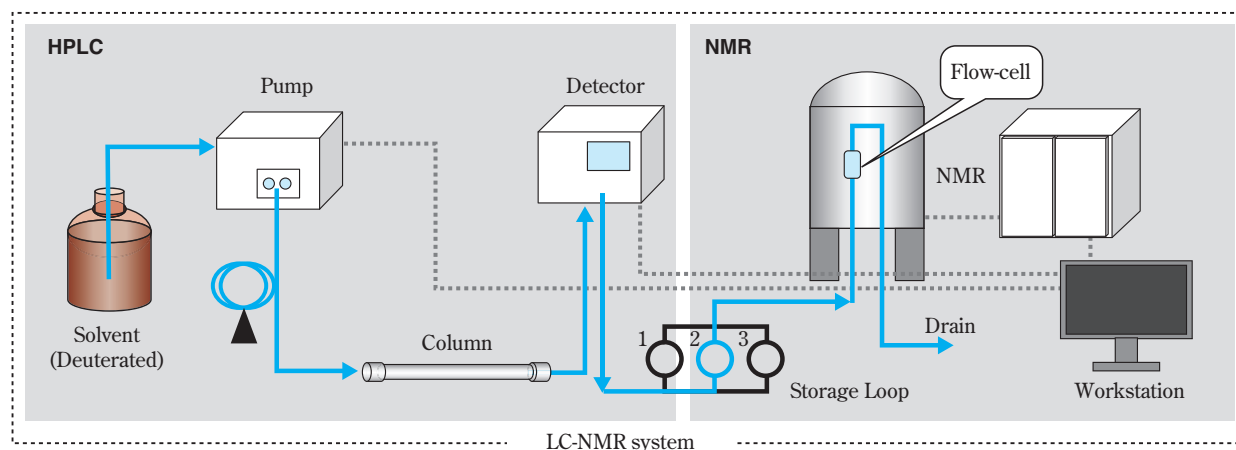 HPLC
NMR
Pump
Detector
Flow-cell
NMR
Solvent
(Deuterated)
Column
1
2
3
Storage Loop
Drain
Workstation
LC-NMR system